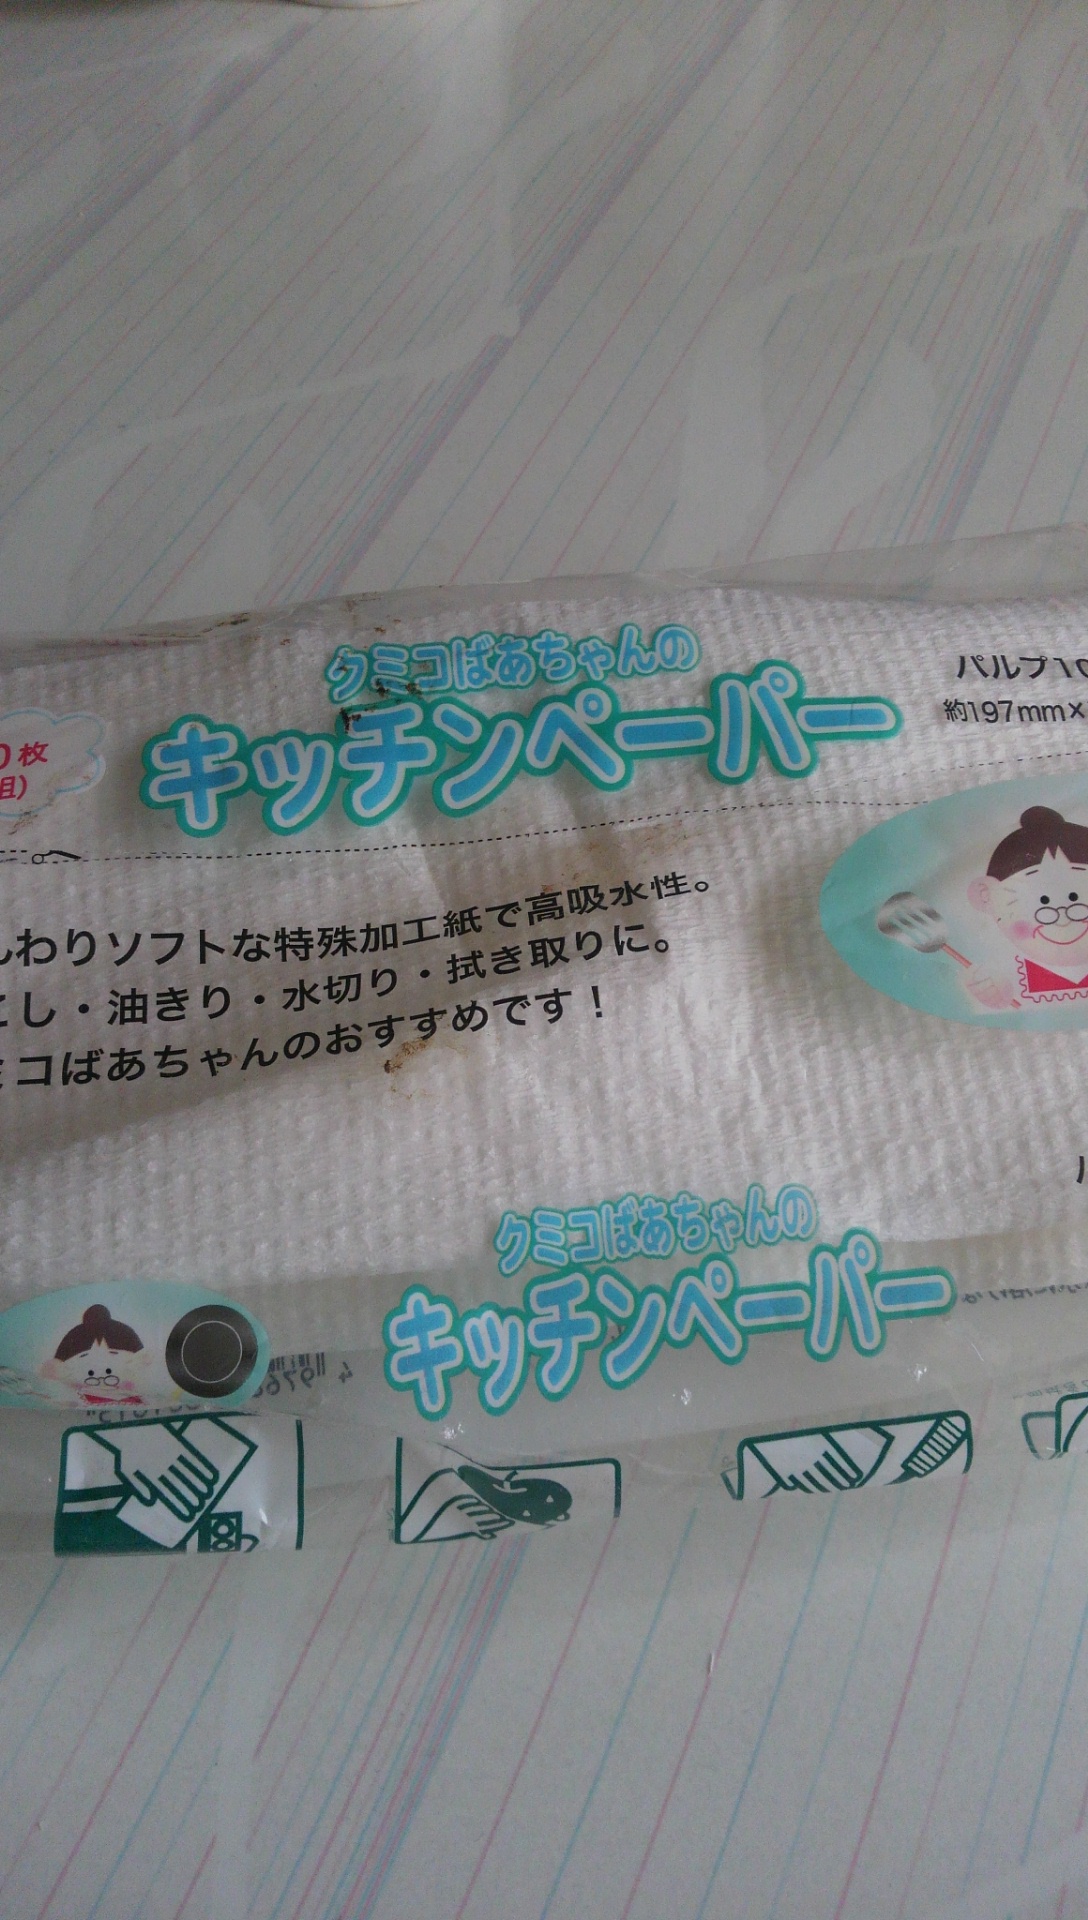 クミコばあちゃんの
キッチンペーパー
パルプ10
約197mm×
0枚
組)
んわりソフトな特殊加工紙で高吸水性。
こし・油きり・水切り・拭き取りに。
ミコばあちゃんのおすすめです！
クミコばあちゃんの
キッチンペーパー